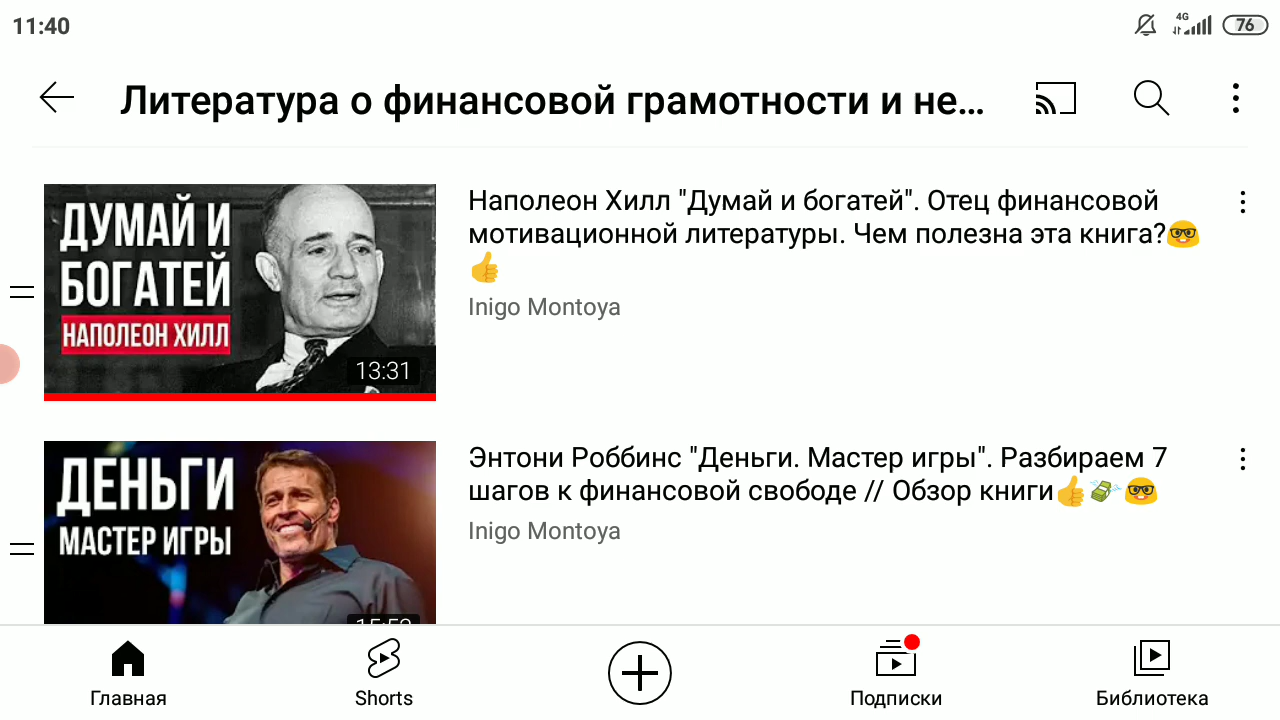 11:40
4G
76
Литература о финансовой грамотности и не...
ДУМАЙ И
БОГАТЕЙ
НАПОЛЕОН ХИЛЛ
13:31
Наполеон Хилл "Думай и богатей". Отец финансовой
мотивационной литературы. Чем полезна эта книга?🤓
👍
Inigo Montoya
ДЕНЬГИ
МАСТЕР ИГРЫ
Энтони Роббинс "Деньги. Мастер игры". Разбираем 7
шагов к финансовой свободе // Обзор книги👍💸🤓
Inigo Montoya
Главная
Shorts
Подписки
Библиотека